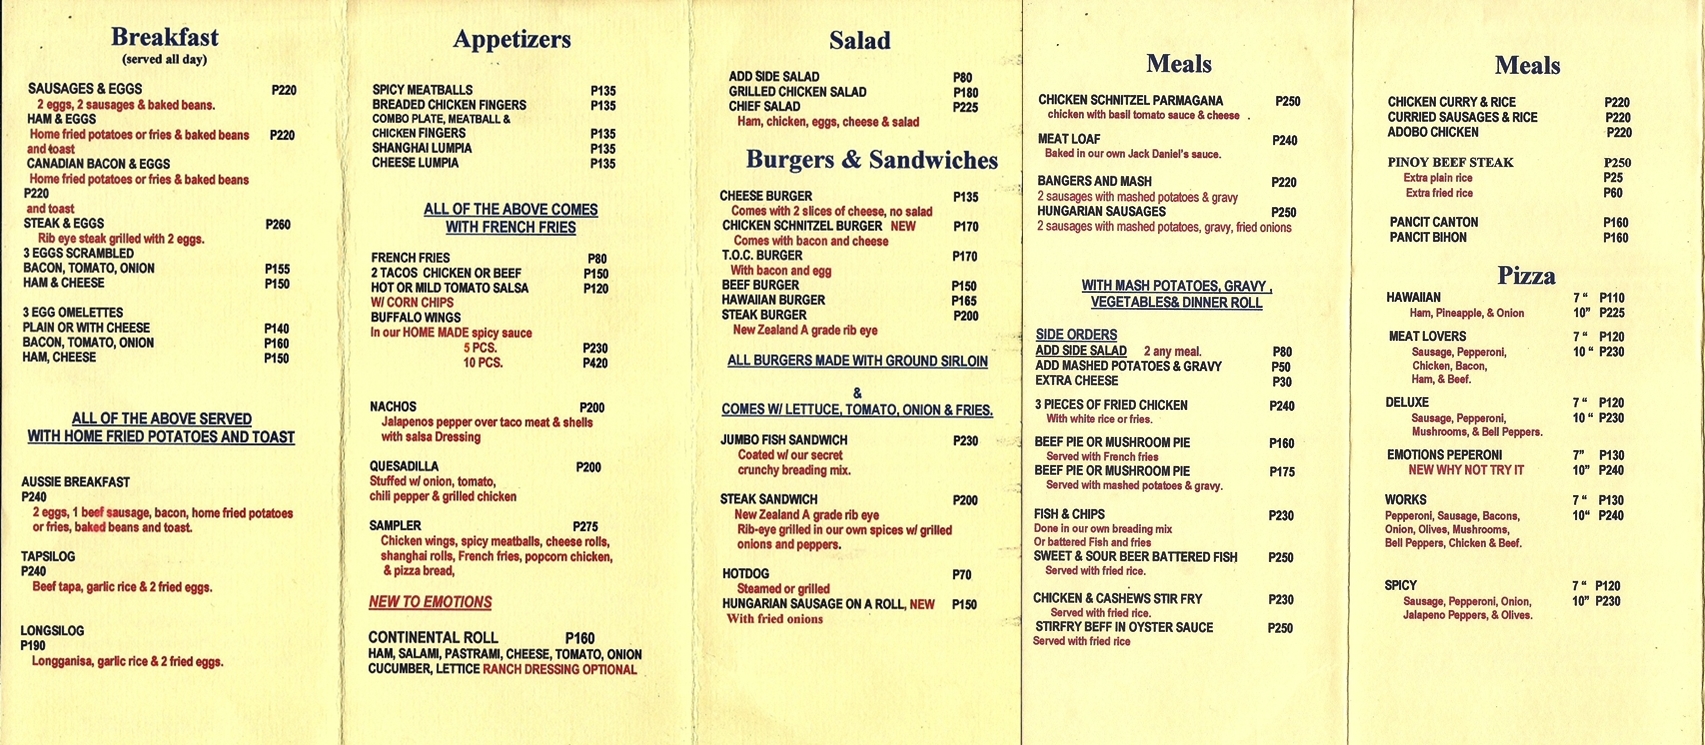 Breakfast
(served all day)
SAUSAGES & EGGS P220
2 eggs, 2 sausages & baked beans.
HAM & EGGS
Home fried potatoes or fries & baked beans P220
and toast
CANADIAN BACON & EGGS
Home fried potatoes or fries & baked beans
P220
and toast
STEAK & EGGS P260
Rib eye steak grilled with 2 eggs.
3 EGGS SCRAMBLED
BACON, TOMATO, ONION P155
HAM & CHEESE P150
3 EGG OMELETTES
PLAIN OR WITH CHEESE P140
BACON, TOMATO, ONION P160
HAM, CHEESE P150
ALL OF THE ABOVE SERVED
WITH HOME FRIED POTATOES AND TOAST
AUSSIE BREAKFAST
P240
2 eggs, 1 beef sausage, bacon, home fried potatoes
or fries, baked beans and toast.
TAPSILOG
P240
Beef tapa, garlic rice & 2 fried eggs.
LONGSILOG
P190
Longganisa, garlic rice & 2 fried eggs.
Appetizers
SPICY MEATBALLS P135
BREADED CHICKEN FINGERS P135
COMBO PLATE, MEATBALL &
CHICKEN FINGERS P135
SHANGHAI LUMPIA P135
CHEESE LUMPIA P135
ALL OF THE ABOVE COMES
WITH FRENCH FRIES
FRENCH FRIES P80
2 TACOS CHICKEN OR BEEF P150
HOT OR MILD TOMATO SALSA P120
W/ CORN CHIPS
BUFFALO WINGS
In our HOME MADE spicy sauce
5 PCS. P230
10 PCS. P420
NACHOS P200
Jalapenos pepper over taco meat & shells
with salsa Dressing
QUESADILLA P200
Stuffed w/ onion, tomato,
chili pepper & grilled chicken
SAMPLER P275
Chicken wings, spicy meatballs, cheese rolls,
shanghai rolls, French fries, popcorn chicken,
& pizza bread,
NEW TO EMOTIONS
CONTINENTAL ROLL P160
HAM, SALAMI, PASTRAMI, CHEESE, TOMATO, ONION
CUCUMBER, LETTICE RANCH DRESSING OPTIONAL
Salad
ADD SIDE SALAD P80
GRILLED CHICKEN SALAD P180
CHIEF SALAD P225
Ham, chicken, eggs, cheese & salad
Burgers & Sandwiches
CHEESE BURGER P135
Comes with 2 slices of cheese, no salad
CHICKEN SCHNITZEL BURGER NEW P170
Comes with bacon and cheese
T.O.C. BURGER P170
With bacon and egg
BEEF BURGER P150
HAWAIIAN BURGER P165
STEAK BURGER P200
New Zealand A grade rib eye
ALL BURGERS MADE WITH GROUND SIRLOIN
&
COMES W/ LETTUCE, TOMATO, ONION & FRIES.
JUMBO FISH SANDWICH P230
Coated w/ our secret
crunchy breading mix.
STEAK SANDWICH P200
New Zealand A grade rib eye
Rib-eye grilled in our own spices w/ grilled
onions and peppers.
HOTDOG P70
Steamed or grilled
HUNGARIAN SAUSAGE ON A ROLL, NEW P150
With fried onions
Meals
CHICKEN SCHNITZEL PARMAGANA P250
chicken with basil tomato sauce & cheese .
MEAT LOAF P240
Baked in our own Jack Daniel's sauce.
BANGERS AND MASH P220
2 sausages with mashed potatoes & gravy
HUNGARIAN SAUSAGES P250
2 sausages with mashed potatoes, gravy, fried onions
WITH MASH POTATOES, GRAVY ,
VEGETABLES& DINNER ROLL
SIDE ORDERS
ADD SIDE SALAD 2 any meal. P80
ADD MASHED POTATOES & GRAVY P50
EXTRA CHEESE P30
3 PIECES OF FRIED CHICKEN P240
With white rice or fries.
BEEF PIE OR MUSHROOM PIE P160
Served with French fries
BEEF PIE OR MUSHROOM PIE P175
Served with mashed potatoes & gravy.
FISH & CHIPS P230
Done in our own breading mix
Or battered Fish and fries
SWEET & SOUR BEER BATTERED FISH P250
Served with fried rice.
CHICKEN & CASHEWS STIR FRY P230
Served with fried rice.
STIRFRY BEFF IN OYSTER SAUCE P250
Served with fried rice
Meals
CHICKEN CURRY & RICE P220
CURRIED SAUSAGES & RICE P220
ADOBO CHICKEN P220
PINOY BEEF STEAK P250
Extra plain rice P25
Extra fried rice P60
PANCIT CANTON P160
PANCIT BIHON P160
Pizza
HAWAIIAN 7 “ P110
Ham, Pineapple, & Onion 10” P225
MEAT LOVERS 7 “ P120
Sausage, Pepperoni, 10 “ P230
Chicken, Bacon,
Ham, & Beef.
DELUXE 7 “ P120
Sausage, Pepperoni, 10 “ P230
Mushrooms, & Bell Peppers.
EMOTIONS PEPERONI 7” P130
NEW WHY NOT TRY IT 10” P240
WORKS 7 “ P130
Pepperoni, Sausage, Bacons, 10” P240
Onion, Olives, Mushrooms,
Bell Peppers, Chicken & Beef.
SPICY 7 “ P120
Sausage, Pepperoni, Onion, 10” P230
Jalapeno Peppers, & Olives.